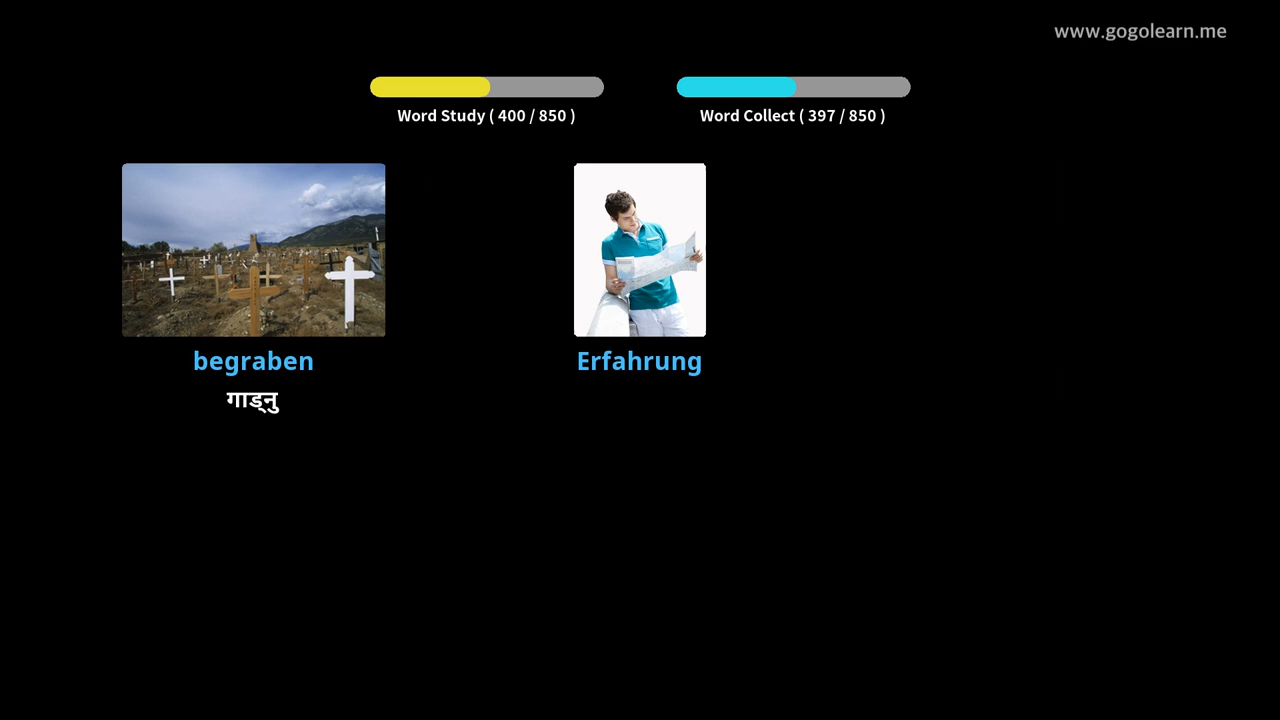 www.gogolearn.me
Word Study ( 400 / 850 )
Word Collect ( 397 / 850 )
begraben
Erfahrung
गाड्नु